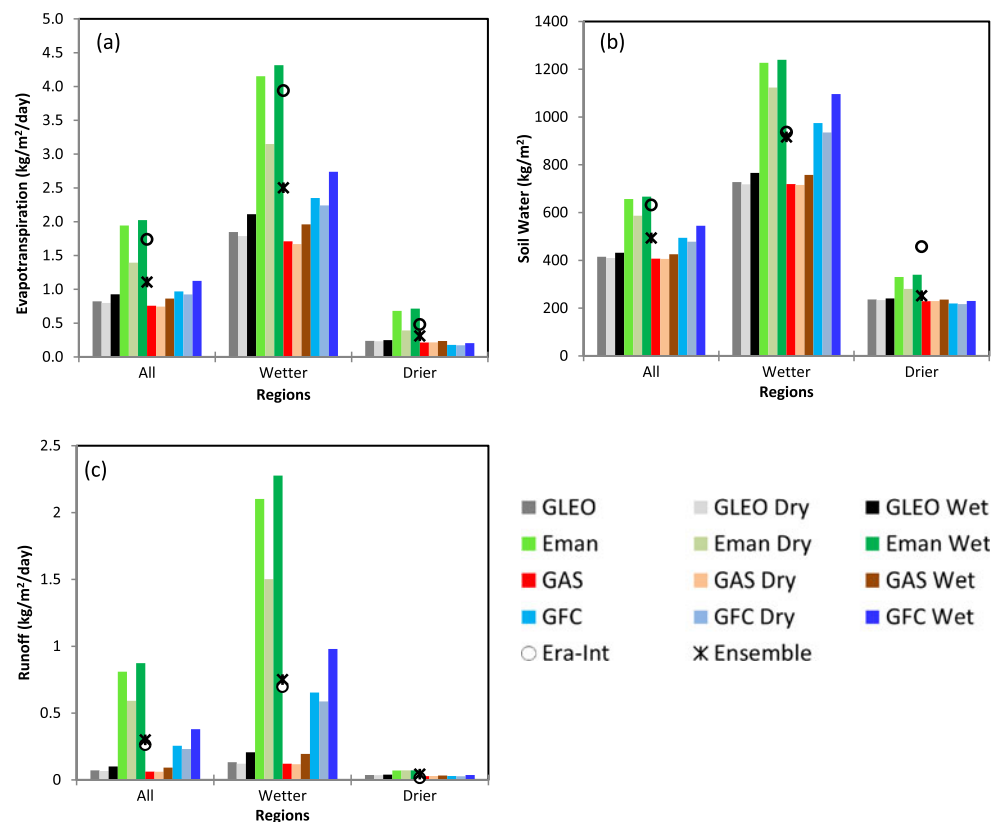 (a)
Evapotranspiration (kg/m²/day)
5.0
4.5
4.0
3.5
3.0
2.5
2.0
1.5
1.0
0.5
0.0
All Wetter Drier
Regions
(b)
Soil Water (kg/m²)
1400
1200
1000
800
600
400
200
0
All Wetter Drier
Regions
(c)
Runoff (kg/m²/day)
2.5
2
1.5
1
0.5
0
All Wetter Drier
Regions
GLEO GLEO Dry GLEO Wet
Eman Eman Dry Eman Wet
GAS GAS Dry GAS Wet
GFC GFC Dry GFC Wet
Era-Int Ensemble